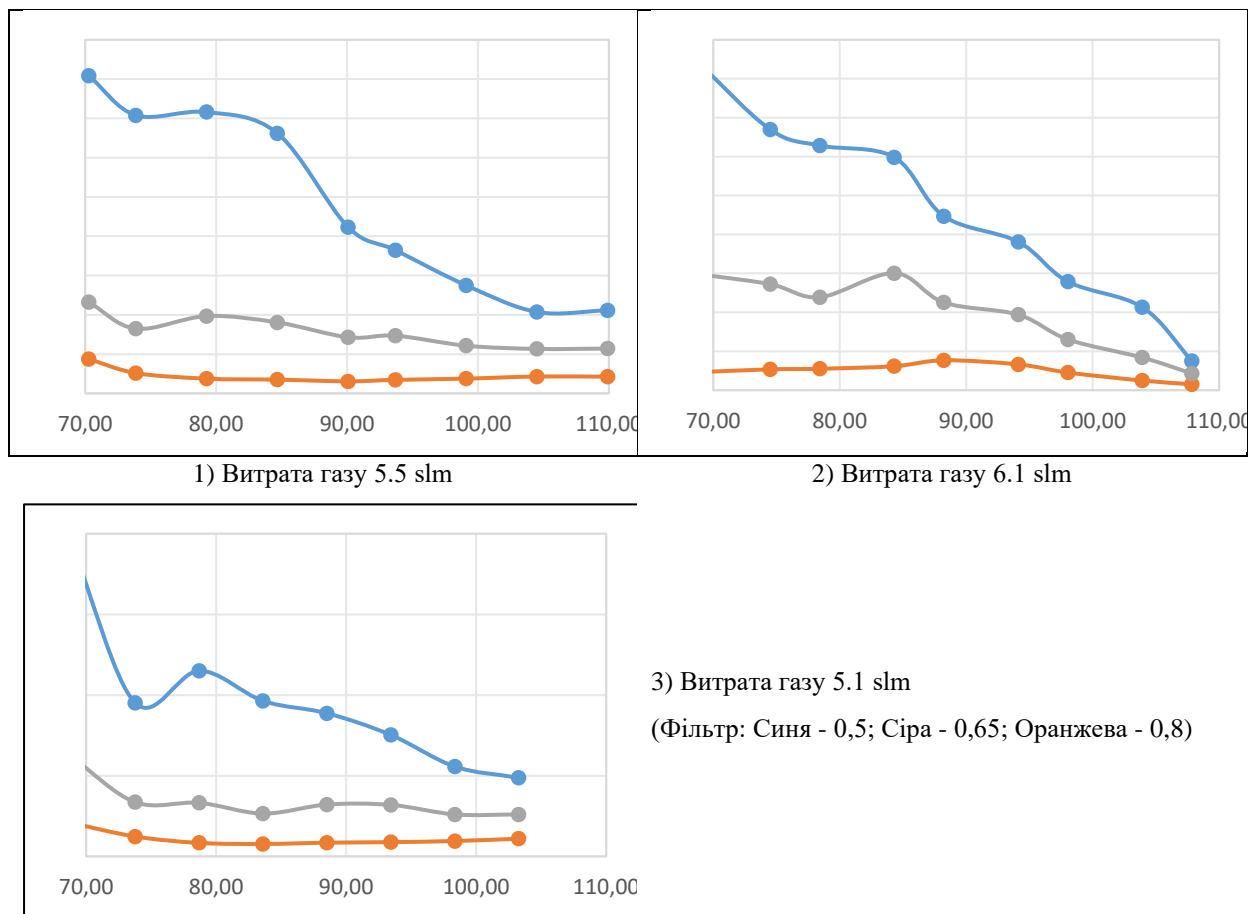 70,00 80,00 90,00 100,00 110,00
70,00 80,00 90,00 100,00 110,00
1) Витрата газу 5.5 slm
2) Витрата газу 6.1 slm
70,00 80,00 90,00 100,00 110,00
3) Витрата газу 5.1 slm
(Фільтр: Синя - 0,5; Сіра - 0,65; Оранжева - 0,8)